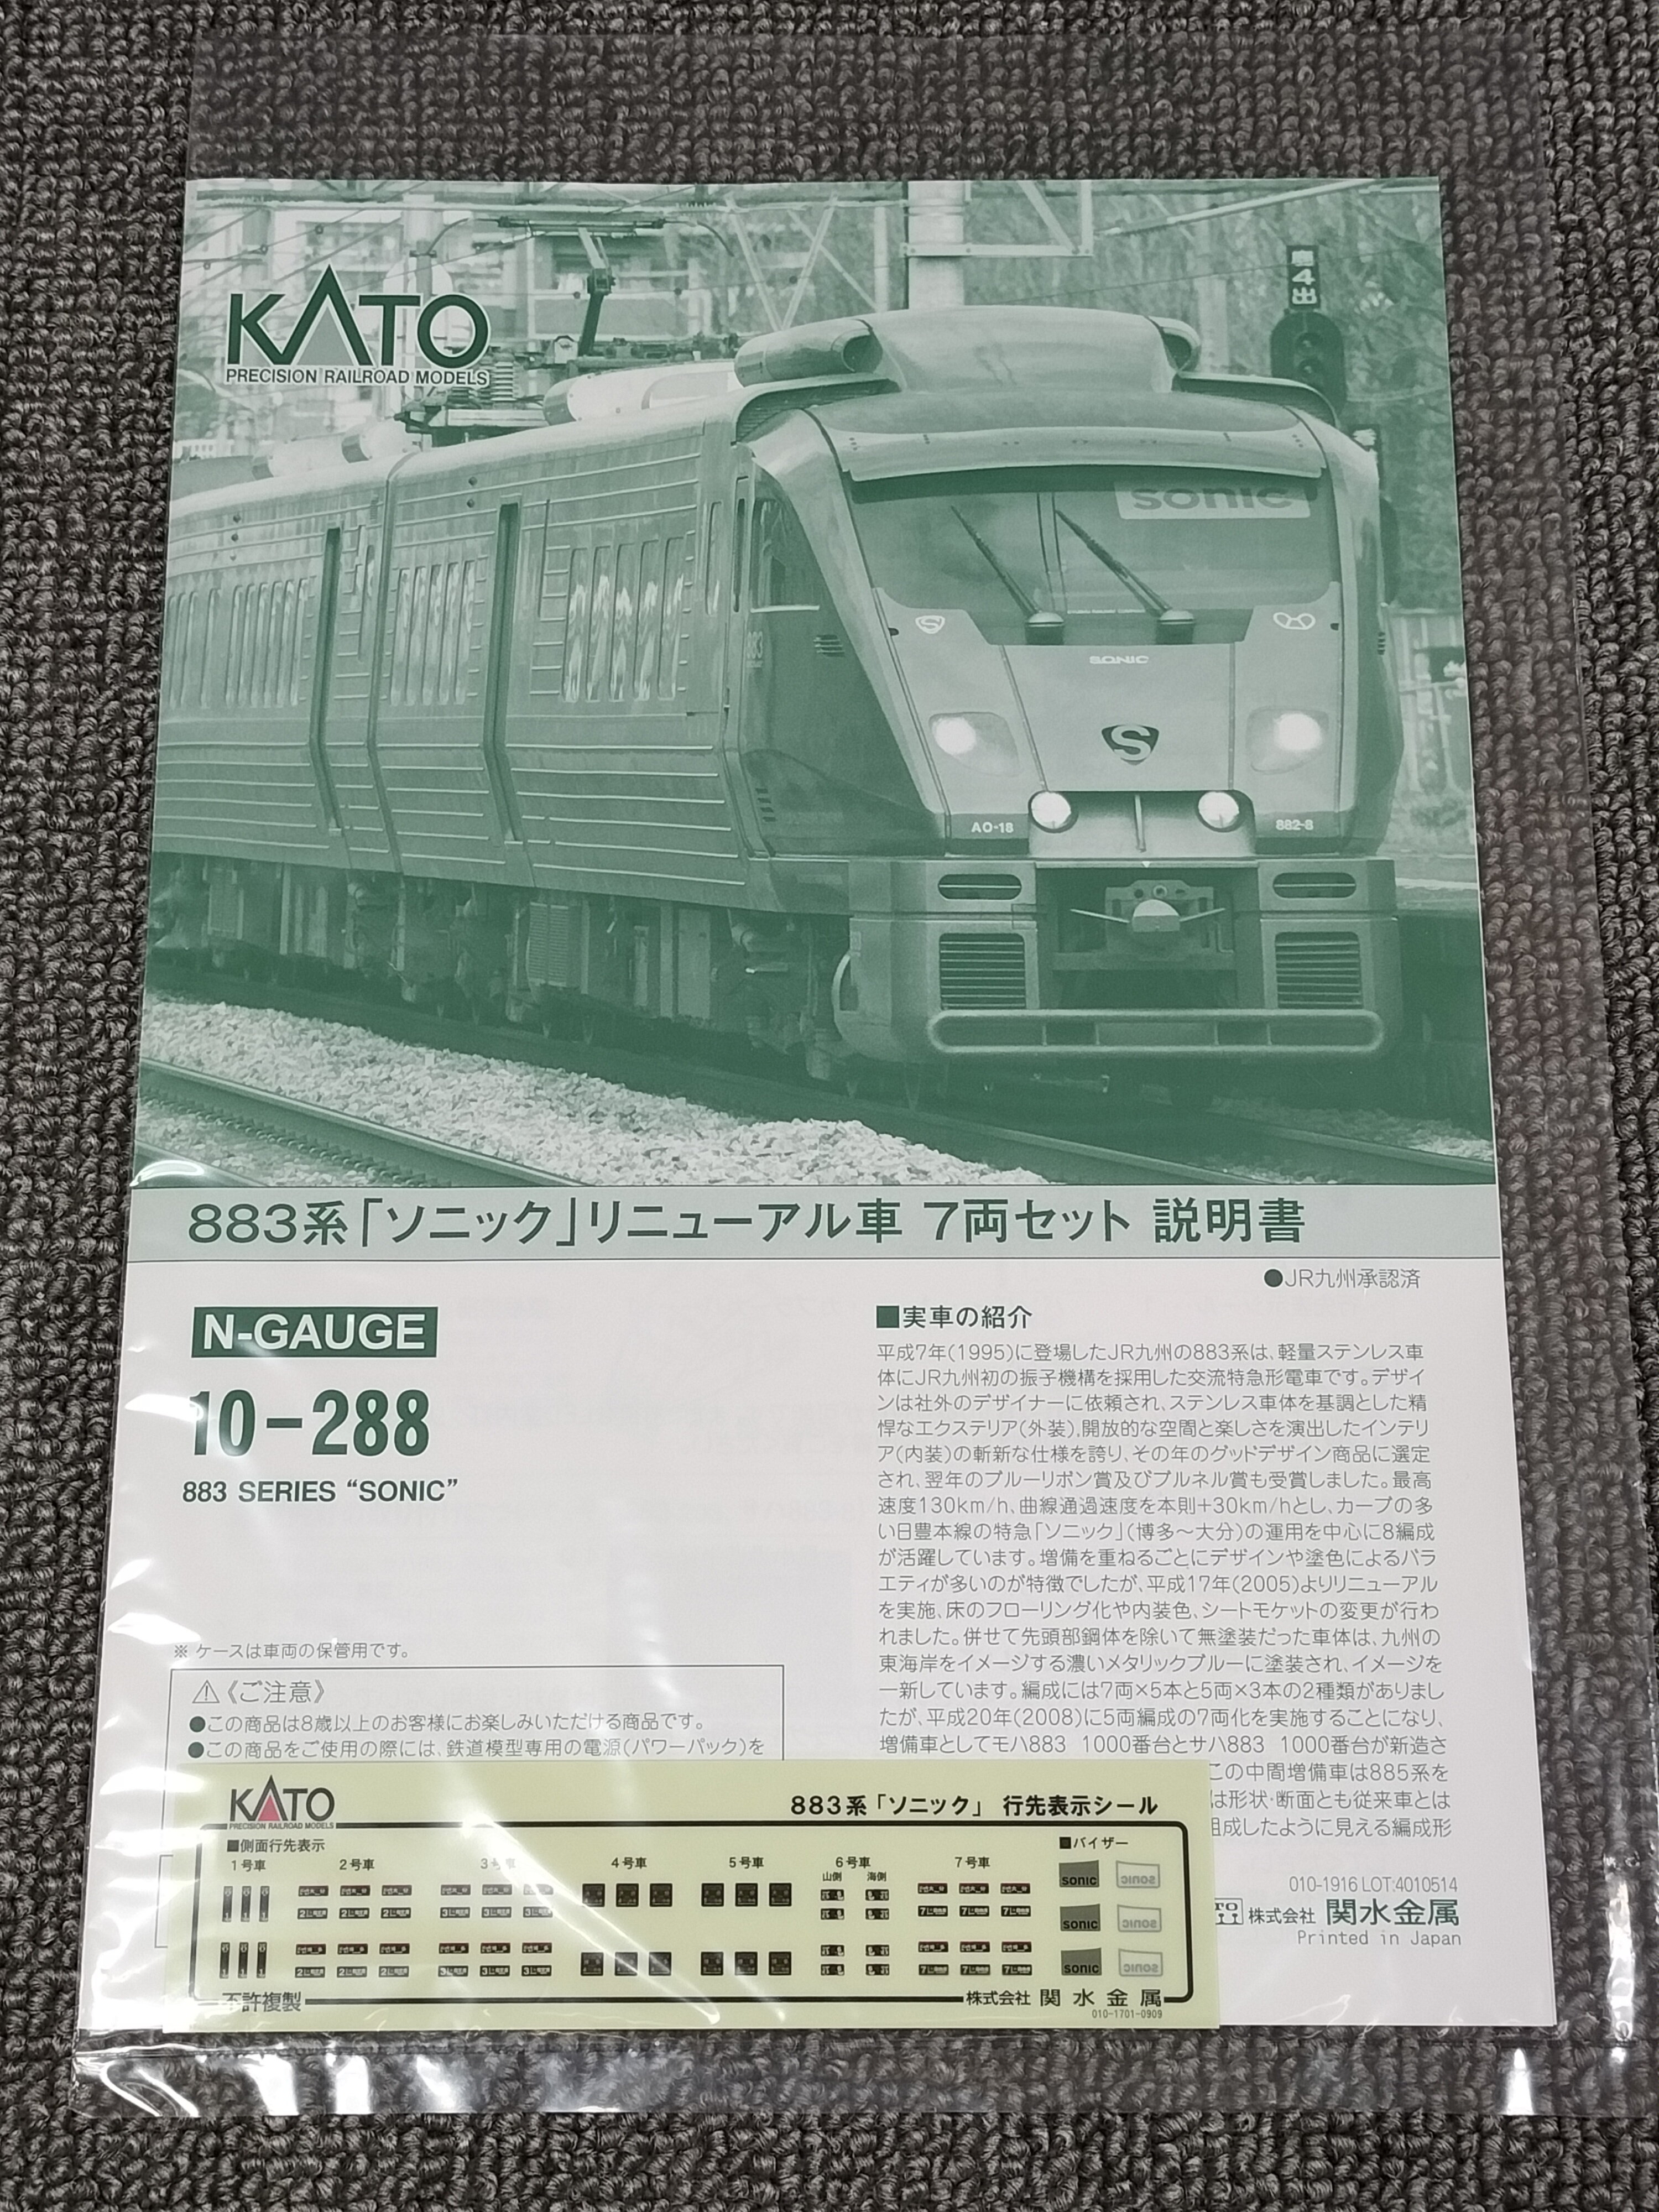 鹿4出
KATO
PRECISION RAILROAD MODELS
sonic
SONIC
S
883
AO-18
882-8
883系「ソニック」リニューアル車 7両セット 説明書
●JR九州承認済
N-GAUGE
10-288
883 SERIES “SONIC”
※ ケースは車両の保管用です。
⚠《ご注意》
●この商品は8歳以上のお客様にお楽しみいただける商品です。
●この商品をご使用の際には、鉄道模型専用の電源(パワーパック)を
■実車の紹介
平成7年(1995)に登場したJR九州の883系は、軽量ステンレス車
体にJR九州初の振子機構を採用した交流特急形電車です。デザイ
ンは社外のデザイナーに依頼され、ステンレス車体を基調とした精
悍なエクステリア(外装)、開放的な空間と楽しさを演出したインテリ
ア(内装)の斬新な仕様を誇り、その年のグッドデザイン商品に選定
され、翌年のブルーリボン賞及びブルネル賞も受賞しました。最高
速度130km/h、曲線通過速度を本則+30km/hとし、カーブの多
い日豊本線の特急「ソニック」(博多～大分)の運用を中心に8編成
が活躍しています。増備を重ねるごとにデザインや塗色によるバラ
エティが多いのが特徴でしたが、平成17年(2005)よりリニューアル
を実施、床のフローリング化や内装色、シートモケットの変更が行わ
れました。併せて先頭部鋼体を除いて無塗装だった車体は、九州の
東海岸をイメージする濃いメタリックブルーに塗装され、イメージを
一新しています。編成には7両×5本と5両×3本の2種類がありまし
たが、平成20年(2008)に5両編成の7両化を実施することになり、
増備車としてモハ883 1000番台とサハ883 1000番台が新造さ
この中間増備車は885系を
は形状・断面とも従来車とは
組成したように見える編成形
010-1916 LOT:4010514
株式会社 関水金属
Printed in Japan
KATO
PRECISION RAILROAD MODELS
883系「ソニック」 行先表示シール
■側面行先表示
■バイザー
1号車 2号車 3号車 4号車 5号車 6号車 7号車
山側 海側
sonic
sonic
sonic
不許複製
株式会社 関水金属
010-1701-0909